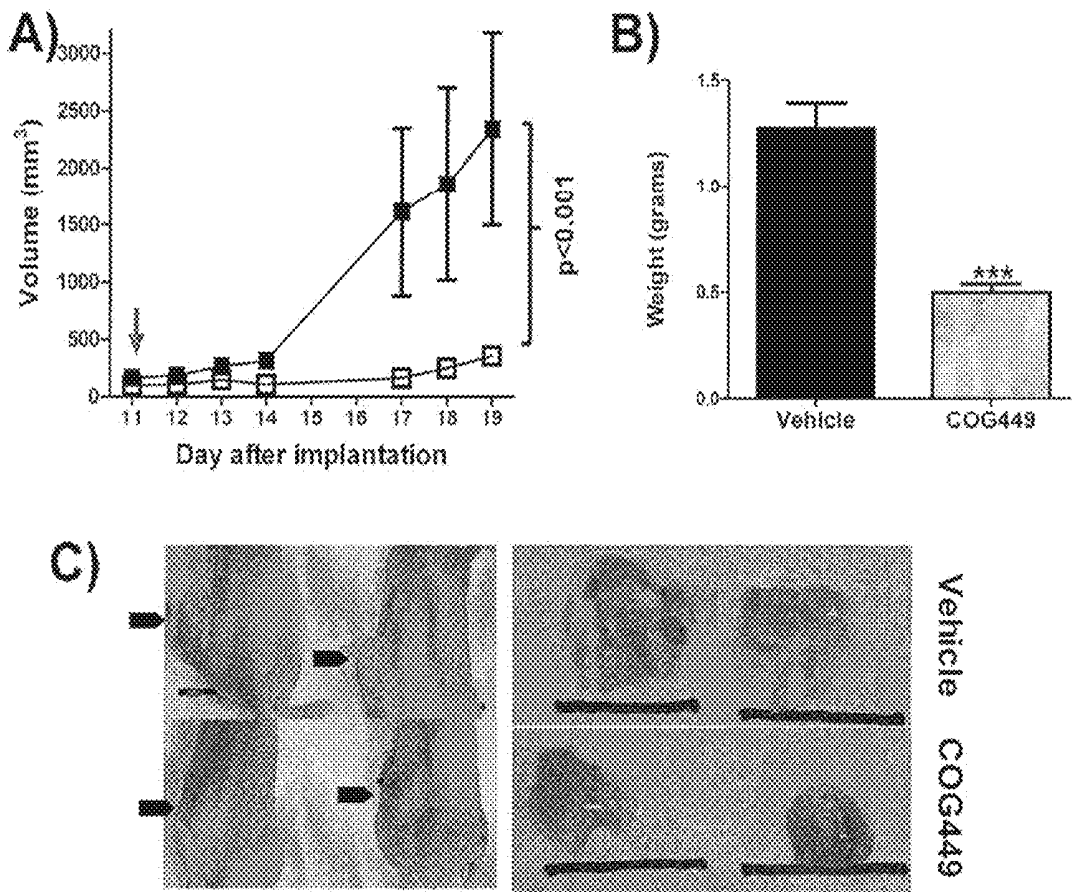 A)
3000
2500
2000
1500
1000
500
0
Volume (mm³)
11 12 13 14 15 16 17 18 19
Day after implantation
p<0.001
B)
1.5
1.0
0.5
0.0
Weight (grams)
***
Vehicle COG449
C)
Vehicle
COG449